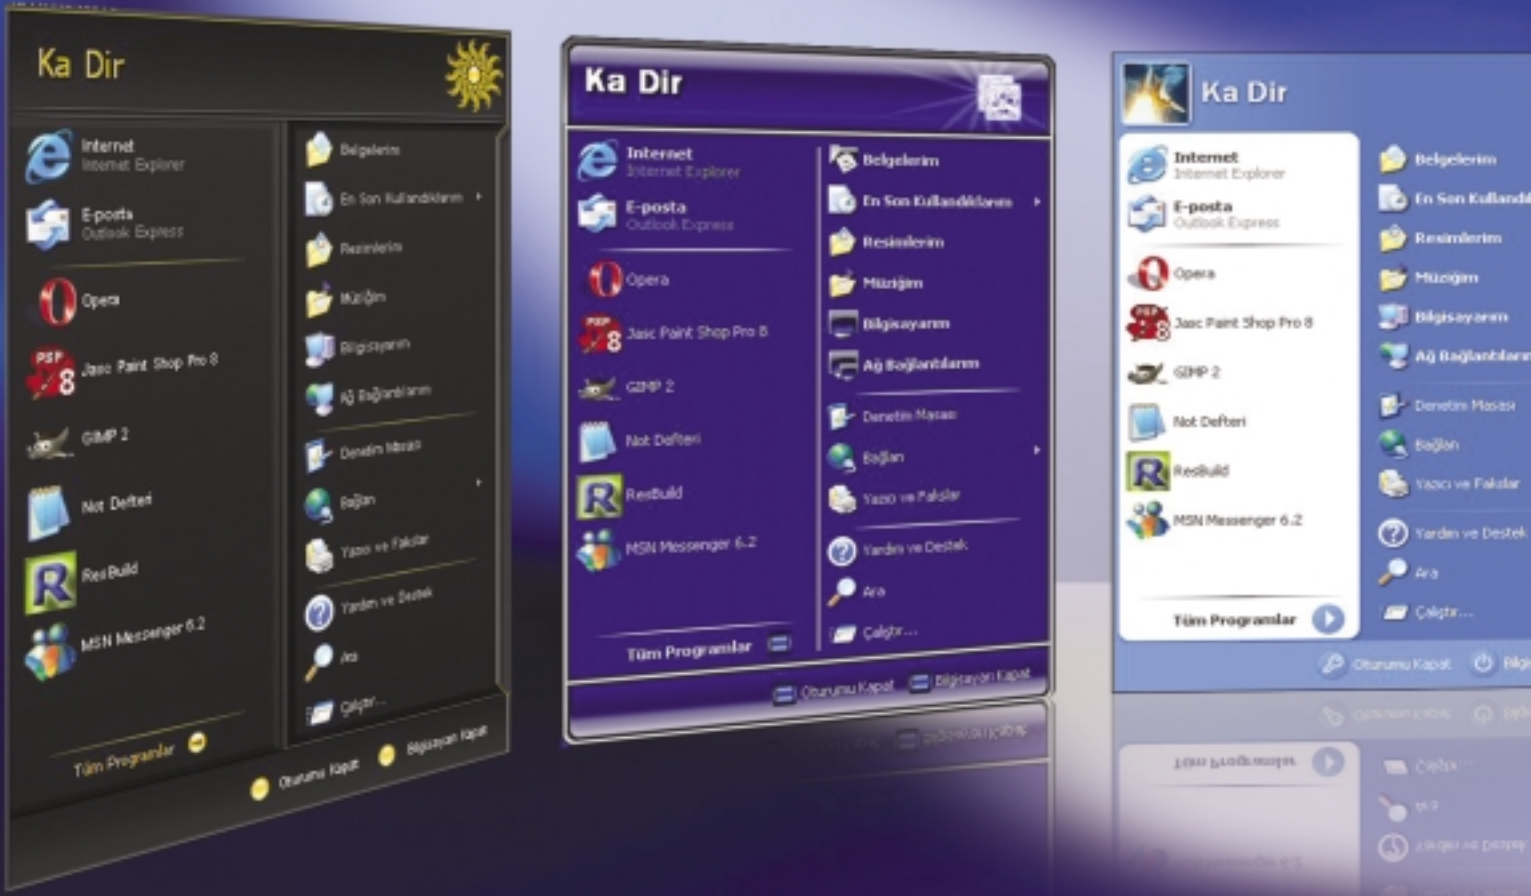 Ka Dir
Internet
Internet Explorer
E-posta
Outlook Express
Opera
Jasc Paint Shop Pro 8
GIMP 2
Not Defteri
ResBuild
MSN Messenger 6.2
Tüm Programlar
Belgelerim
En Son Kullandıklarım
Resimlerim
Müziğim
Bilgisayarım
Ağ Bağlantılarım
Denetim Masası
Bağlan
Yazıcı ve Fakslar
Yardım ve Destek
Ara
Çalıştır...
Oturumu Kapat
Bilgisayarı Kapat
Ka Dir
Internet
Internet Explorer
E-posta
Outlook Express
Opera
Jasc Paint Shop Pro 8
GIMP 2
Not Defteri
ResBuild
MSN Messenger 6.2
Tüm Programlar
Belgelerim
En Son Kullandıklarım
Resimlerim
Müziğim
Bilgisayarım
Ağ Bağlantılarım
Denetim Masası
Bağlan
Yazıcı ve Fakslar
Yardım ve Destek
Ara
Çalıştır...
Oturumu Kapat
Bilgisayarı Kapat
Ka Dir
Internet
Internet Explorer
E-posta
Outlook Express
Opera
Jasc Paint Shop Pro 8
GIMP 2
Not Defteri
ResBuild
MSN Messenger 6.2
Tüm Programlar
Belgelerim
En Son
Resimlerim
Müziğim
Bilgisayarım
Ağ
Denetim Masası
Bağlan
Yazıcı ve Fakslar
Yardım ve Destek
Ara
Çalıştır...
Oturumu Kapat